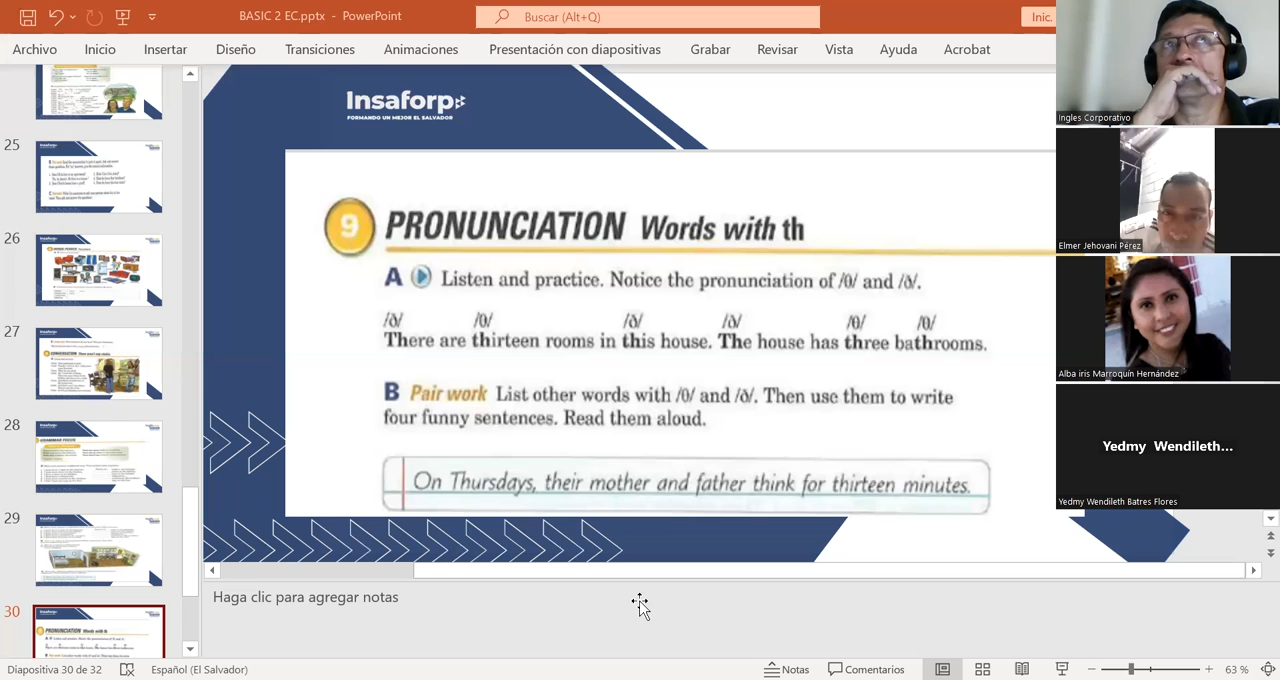 BASIC 2 EC.pptx - PowerPoint
Buscar (Alt+Q)
Inic.
Archivo Inicio Insertar Diseño Transiciones Animaciones Presentación con diapositivas Grabar Revisar Vista Ayuda Acrobat
25
26
27
28
29
30
Insaforp
FORMANDO UN MEJOR EL SALVADOR
9 PRONUNCIATION Words with th
A Listen and practice. Notice the pronunciation of /θ/ and /ð/.
/ð/ /θ/ /ð/ /ð/ /θ/ /θ/
There are thirteen rooms in this house. The house has three bathrooms.
B Pair work List other words with /θ/ and /ð/. Then use them to write
four funny sentences. Read them aloud.
On Thursdays, their mother and father think for thirteen minutes.
Ingles Corporativo
Elmer Jehovani Pérez
Alba iris Marroquín Hernández
Yedmy Wendileth...
Yedmy Wendileth Batres Flores
Haga clic para agregar notas
Diapositiva 30 de 32 Español (El Salvador) Notas Comentarios 63 %